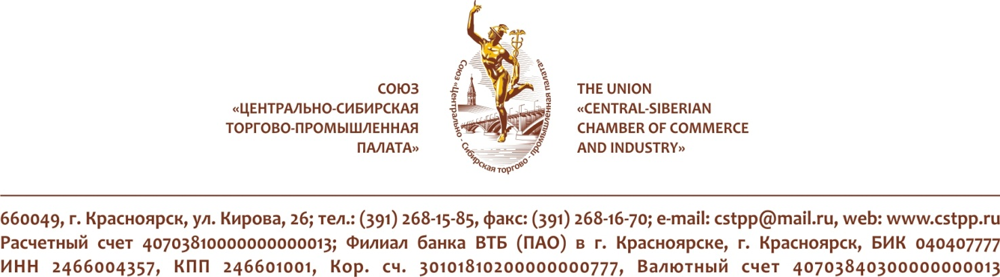 СОЮЗ
«ЦЕНТРАЛЬНО-СИБИРСКАЯ
ТОРГОВО-ПРОМЫШЛЕННАЯ
ПАЛАТА»
Союз «Центрально - Сибирская торгово - промышленная палата»
THE UNION
«CENTRAL-SIBERIAN
CHAMBER OF COMMERCE
AND INDUSTRY»
660049, г. Красноярск, ул. Кирова, 26; тел.: (391) 268-15-85, факс: (391) 268-16-70; e-mail: cstpp@mail.ru, web: www.cstpp.ru
Расчетный счет 40703810000000000013; Филиал банка ВТБ (ПАО) в г. Красноярске, г. Красноярск, БИК 040407777
ИНН 2466004357, КПП 246601001, Кор. сч. 30101810200000000777, Валютный счет 40703840300000000013